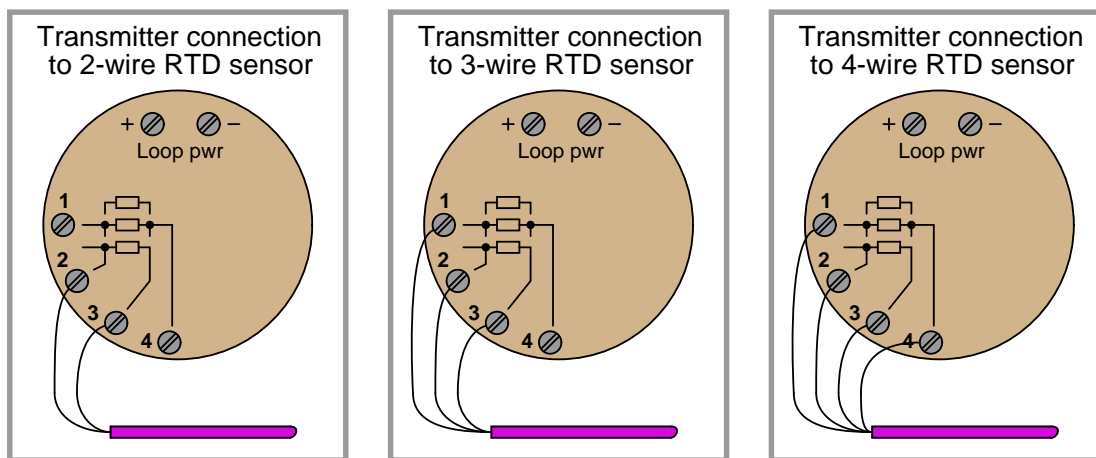 Transmitter connection
to 2-wire RTD sensor
+ −
Loop pwr
1
2
3
4
Transmitter connection
to 3-wire RTD sensor
+ −
Loop pwr
1
2
3
4
Transmitter connection
to 4-wire RTD sensor
+ −
Loop pwr
1
2
3
4